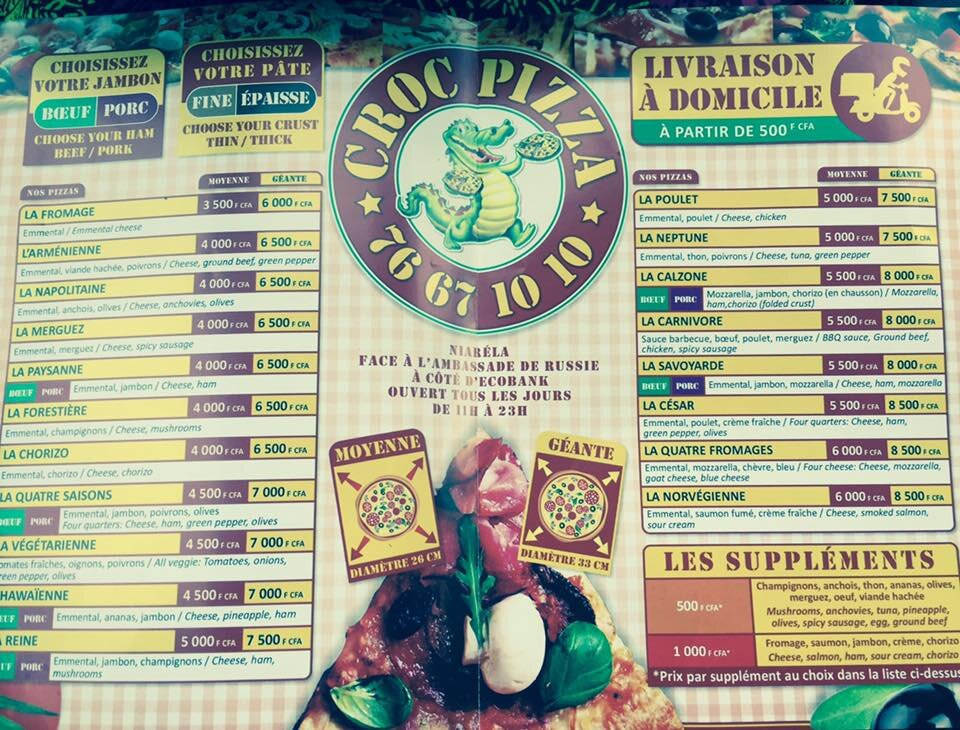 CHOISISSEZ
VOTRE JAMBON
BŒUF PORC
CHOOSE YOUR HAM
BEEF / PORK
CHOISISSEZ
VOTRE PÂTE
FINE ÉPAISSE
CHOOSE YOUR CRUST
THIN / THICK
NOS PIZZAS MOYENNE GÉANTE
LA FROMAGE 3 500 F CFA 6 000 F CFA
Emmental / Emmental cheese
L'ARMÉNIENNE 4 000 F CFA 6 500 F CFA
Emmental, viande hachée, poivrons / Cheese, ground beef, green pepper
LA NAPOLITAINE 4 000 F CFA 6 500 F CFA
Emmental, anchois, olives / Cheese, anchovies, olives
LA MERGUEZ 4 000 F CFA 6 500 F CFA
Emmental, merguez / Cheese, spicy sausage
LA PAYSANNE 4 000 F CFA 6 500 F CFA
BŒUF PORC Emmental, jambon / Cheese, ham
LA FORESTIÈRE 4 000 F CFA 6 500 F CFA
Emmental, champignons / Cheese, mushrooms
LA CHORIZO 4 000 F CFA 6 500 F CFA
Emmental, chorizo / Cheese, chorizo
LA QUATRE SAISONS 4 500 F CFA 7 000 F CFA
BŒUF PORC Emmental, jambon, poivrons, olives
Four quarters: Cheese, ham, green pepper, olives
LA VÉGÉTARIENNE 4 500 F CFA 7 000 F CFA
omates fraîches, oignons, poivrons / All veggie: Tomatoes, onions,
reen pepper, olives
HAWAÏENNE 4 500 F CFA 7 000 F CFA
ŒUF PORC Emmental, ananas, jambon / Cheese, pineapple, ham
A REINE 5 000 F CFA 7 500 F CFA
UF PORC Emmental, jambon, champignons / Cheese, ham,
mushrooms
CROC PIZZA
76 67 10 10
NIARÉLA
FACE À L'AMBASSADE DE RUSSIE
À CÔTÉ D'ECOBANK
OUVERT TOUS LES JOURS
DE 11H À 23H
MOYENNE
DIAMÈTRE 26 CM
GÉANTE
DIAMÈTRE 33 CM
LIVRAISON
À DOMICILE
À PARTIR DE 500 F CFA
NOS PIZZAS MOYENNE GÉANTE
LA POULET 5 000 F CFA 7 500 F CFA
Emmental, poulet / Cheese, chicken
LA NEPTUNE 5 000 F CFA 7 500 F CFA
Emmental, thon, poivrons / Cheese, tuna, green pepper
LA CALZONE 5 500 F CFA 8 000 F CFA
BŒUF PORC Mozzarella, jambon, chorizo (en chausson) / Mozzarella,
ham,chorizo (folded crust)
LA CARNIVORE 5 500 F CFA 8 000 F CFA
Sauce barbecue, bœuf, poulet, merguez / BBQ sauce, Ground beef,
chicken, spicy sausage
LA SAVOYARDE 5 500 F CFA 8 000 F CFA
BŒUF PORC Emmental, jambon, mozzarella / Cheese, ham, mozzarella
LA CÉSAR 5 500 F CFA 8 500 F CFA
Emmental, poulet, crème fraîche / Four quarters: Cheese, ham,
green pepper, olives
LA QUATRE FROMAGES 6 000 F CFA 8 500 F CFA
Emmental, mozzarella, chèvre, bleu / Four cheese: Cheese, mozzarella,
goat cheese, blue cheese
LA NORVÉGIENNE 6 000 F CFA 8 500 F CFA
Emmental, saumon fumé, crème fraîche / Cheese, smoked salmon,
sour cream
LES SUPPLÉMENTS
500 F CFA* Champignons, anchois, thon, ananas, olives,
merguez, oeuf, viande hachée
Mushrooms, anchovies, tuna, pineapple,
olives, spicy sausage, egg, ground beef
1 000 F CFA* Fromage, saumon, jambon, crème, chorizo
Cheese, salmon, ham, sour cream, chorizo
*Prix par supplément au choix dans la liste ci-dessus